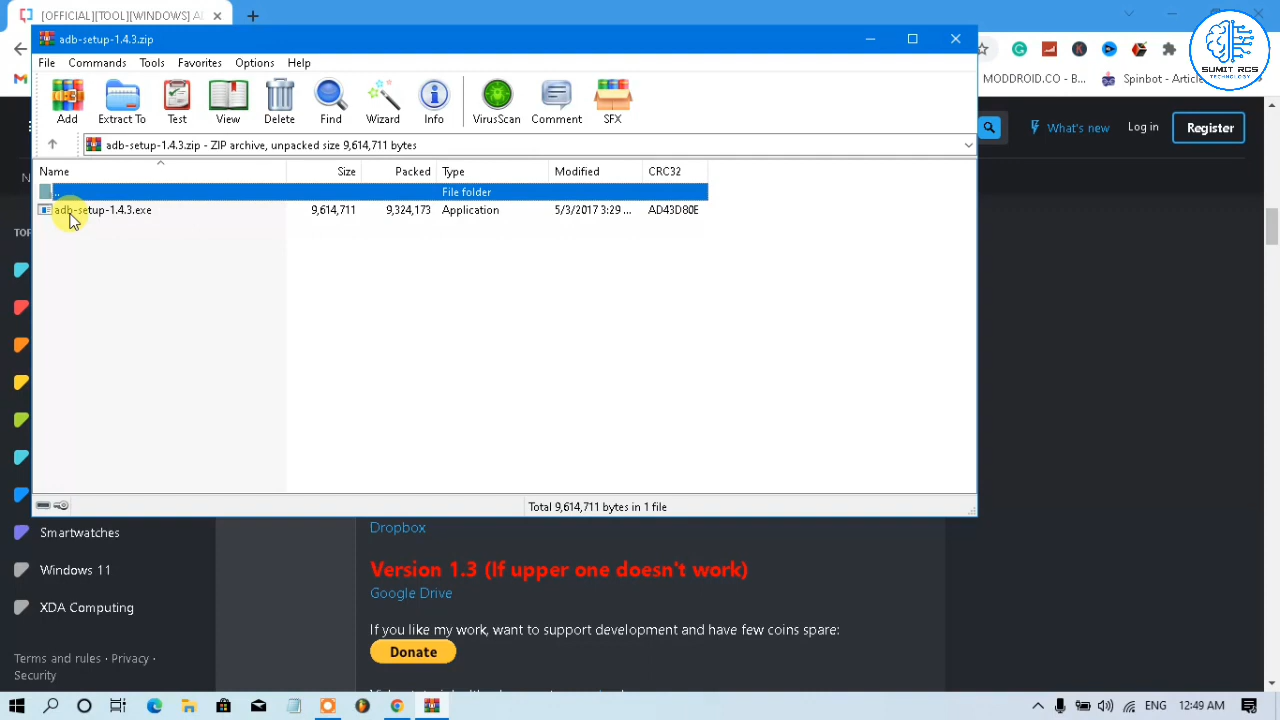 [OFFICIAL][TOOL][WINDOWS] A
adb-setup-1.4.3.zip
File Commands Tools Favorites Options Help
Add Extract To Test View Delete Find Wizard Info VirusScan Comment SFX
adb-setup-1.4.3.zip - ZIP archive, unpacked size 9,614,711 bytes
Name Size Packed Type Modified CRC32
.. File folder
adb-setup-1.4.3.exe 9,614,711 9,324,173 Application 5/3/2017 3:29 ... AD43D80E
Total 9,614,711 bytes in 1 file
MODDROID.CO - B...
Spinbot - Article
SUMIT RGS
TECHNOLOGY
What's new Log in Register
N
TOP
Smartwatches
Windows 11
XDA Computing
Terms and rules · Privacy ·
Security
Dropbox
Version 1.3 (If upper one doesn't work)
Google Drive
If you like my work, want to support development and have few coins spare:
Donate
ENG 12:49 AM